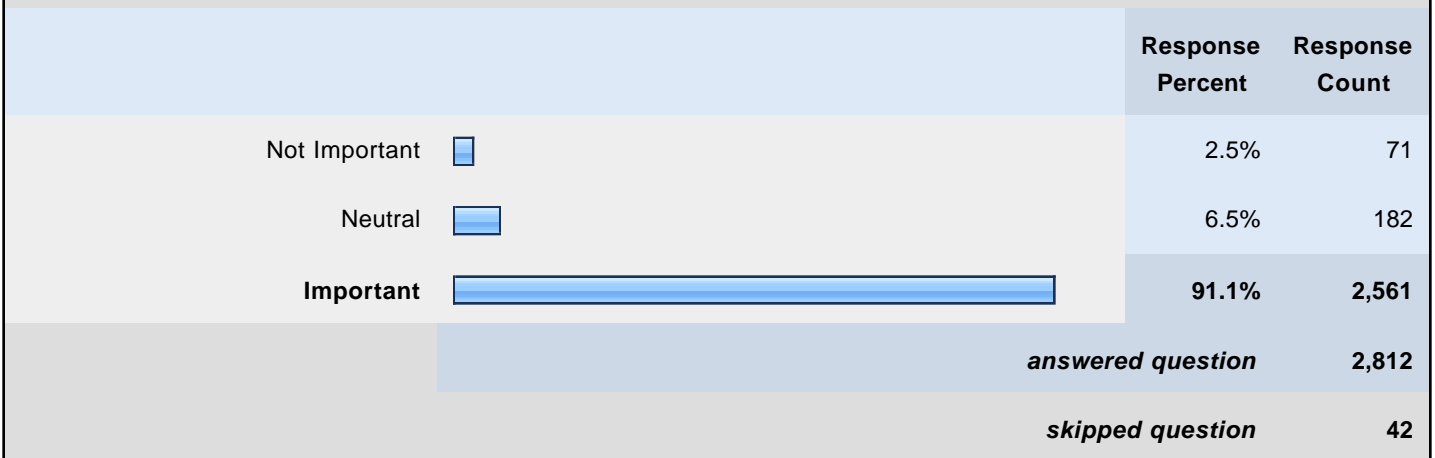 Response Response
Percent Count
Not Important 2.5% 71
Neutral 6.5% 182
Important 91.1% 2,561
answered question 2,812
skipped question 42